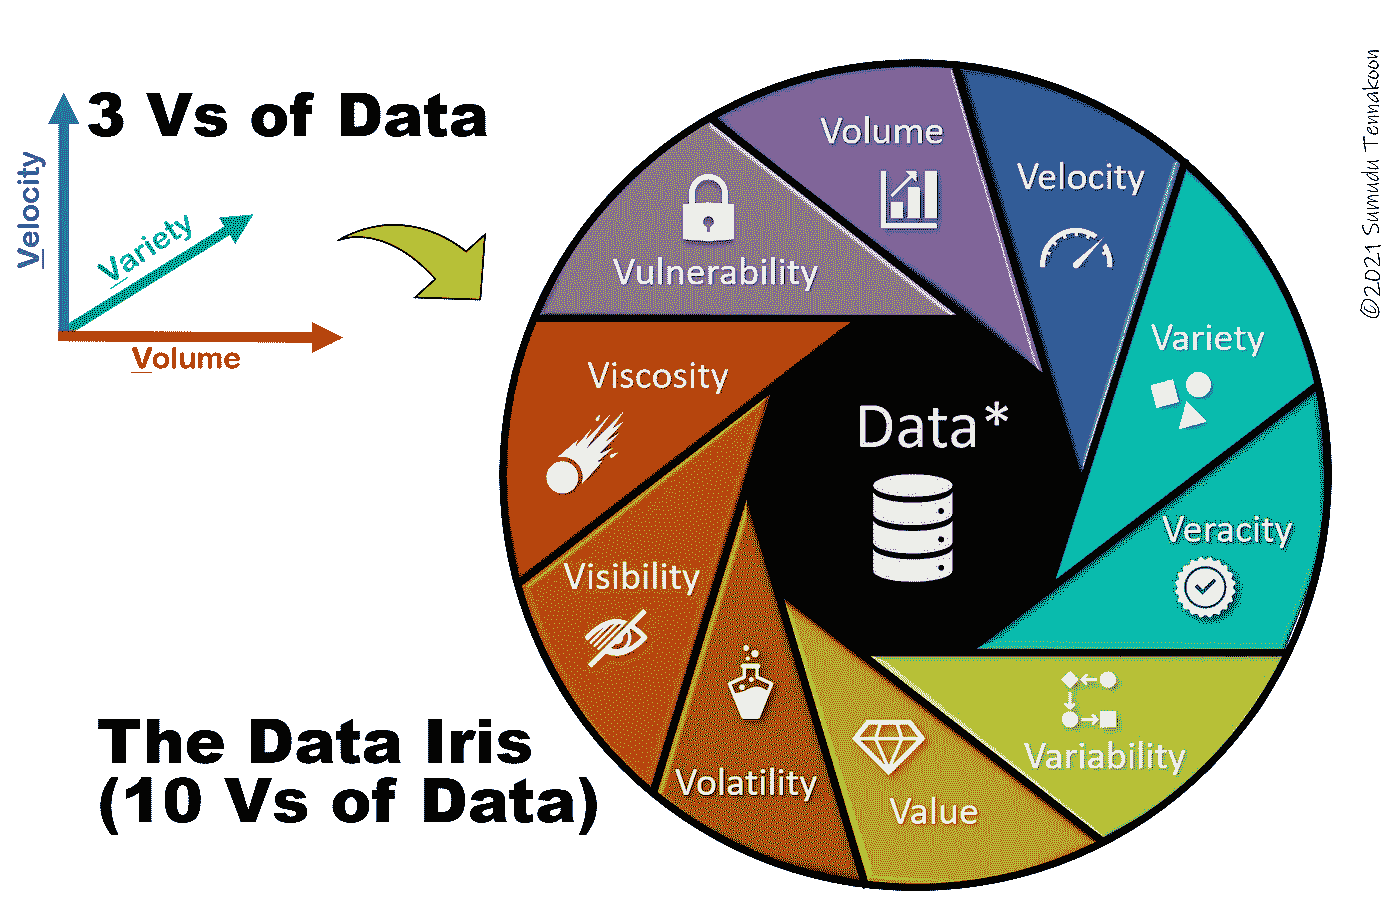 3 Vs of Data
Velocity
Variety
Volume
The Data Iris
(10 Vs of Data)
Data*
Volume
Velocity
Variety
Veracity
Variability
Value
Volatility
Visibility
Viscosity
Vulnerability
©2021 Sumudu Tennakoon